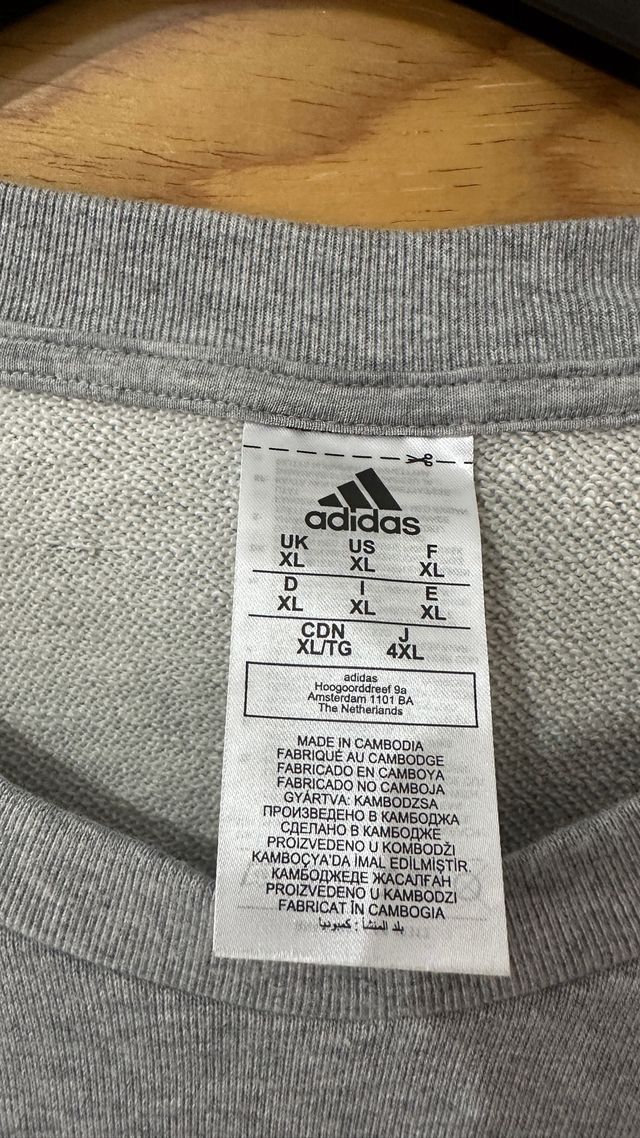 adidas
UK US F
XL XL XL
D I E
XL XL XL
CDN J
XL/TG 4XL
adidas
Hoogoorddreef 9a
Amsterdam 1101 BA
The Netherlands
MADE IN CAMBODIA
FABRIQUÉ AU CAMBODGE
FABRICADO EN CAMBOYA
FABRICADO NO CAMBOJA
GYÁRTVA: KAMBODZSA
ПРОИЗВЕДЕНО В КАМБОДЖА
СДЕЛАНО В КАМБОДЖЕ
PROIZVEDENO U KOMBODŽI
KAMBOÇYA'DA İMAL EDİLMİŞTİR.
КАМБОДЖЕДЕ ЖАСАЛҒАН
PROIZVEDENO U KAMBODZI
FABRICAT ÎN CAMBOGIA
بلد المنشأ : كمبوديا